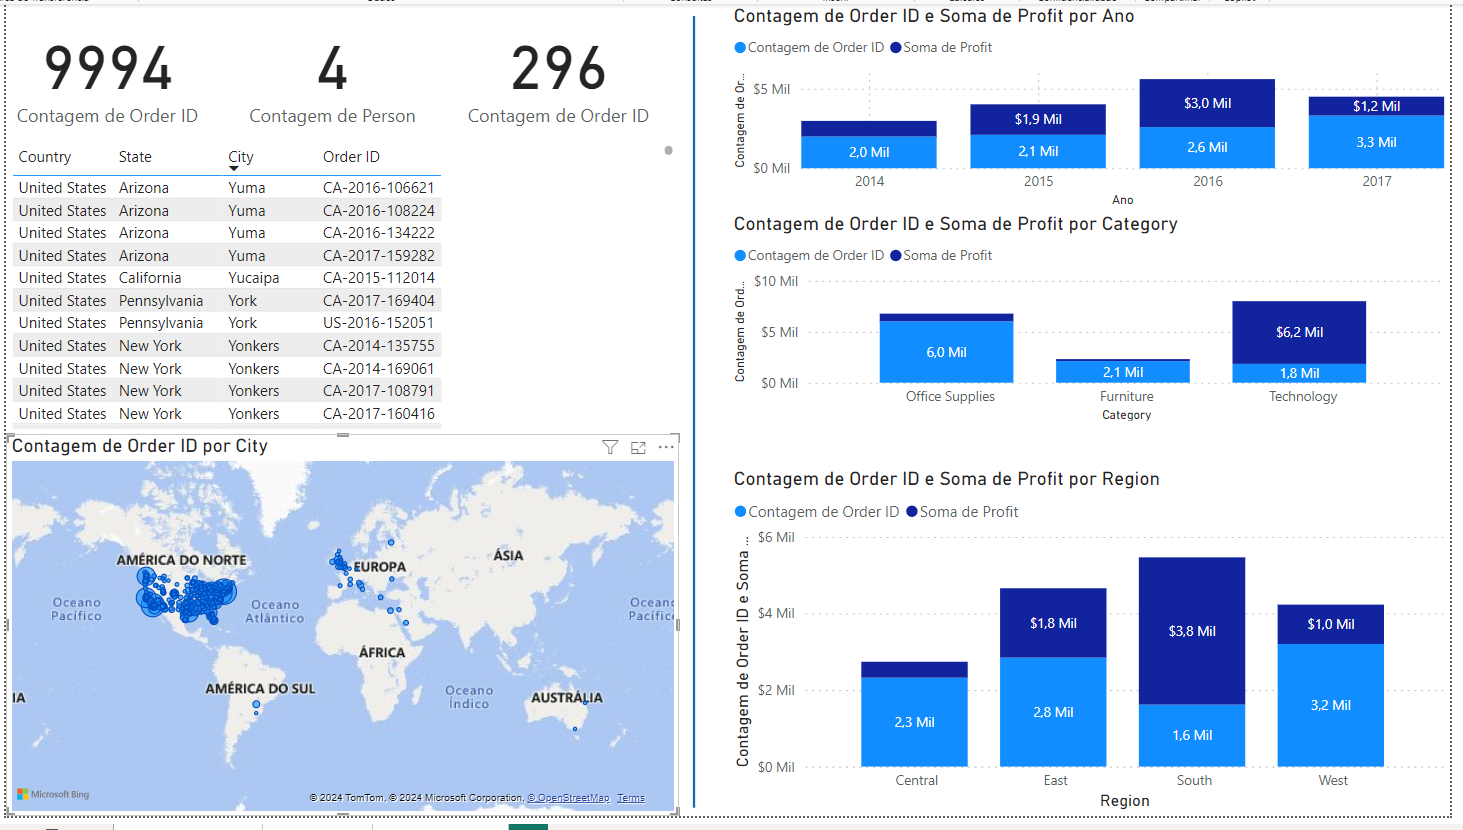 9994
Contagem de Order ID
4
Contagem de Person
296
Contagem de Order ID
Country State City Order ID
United States Arizona Yuma CA-2016-106621
United States Arizona Yuma CA-2016-108224
United States Arizona Yuma CA-2016-134222
United States Arizona Yuma CA-2017-159282
United States California Yucaipa CA-2015-112014
United States Pennsylvania York CA-2017-169404
United States Pennsylvania York US-2016-152051
United States New York Yonkers CA-2014-135755
United States New York Yonkers CA-2014-169061
United States New York Yonkers CA-2017-108791
United States New York Yonkers CA-2017-160416
Contagem de Order ID por City
AMÉRICA DO NORTE
EUROPA
ÁSIA
Oceano
Pacífico
Oceano
Atlântico
Oceano
Pacífic
ÁFRICA
AMÉRICA DO SUL
Oceano
Índico
AUSTRÁLIA
IA
Microsoft Bing
© 2024 TomTom, © 2024 Microsoft Corporation, © OpenStreetMap Terms
Contagem de Order ID e Soma de Profit por Ano
Contagem de Order ID Soma de Profit
Contagem de Or...
$5 Mil
$0 Mil
$1,9 Mil
$3,0 Mil
$1,2 Mil
2,0 Mil
2,1 Mil
2,6 Mil
3,3 Mil
2014 2015 2016 2017
Ano
Contagem de Order ID e Soma de Profit por Category
Contagem de Order ID Soma de Profit
Contagem de Ord...
$10 Mil
$5 Mil
$0 Mil
6,0 Mil
2,1 Mil
$6,2 Mil
1,8 Mil
Office Supplies Furniture Technology
Category
Contagem de Order ID e Soma de Profit por Region
Contagem de Order ID Soma de Profit
Contagem de Order ID e Soma ...
$6 Mil
$4 Mil
$2 Mil
$0 Mil
2,3 Mil
$1,8 Mil
2,8 Mil
$3,8 Mil
1,6 Mil
$1,0 Mil
3,2 Mil
Central East South West
Region